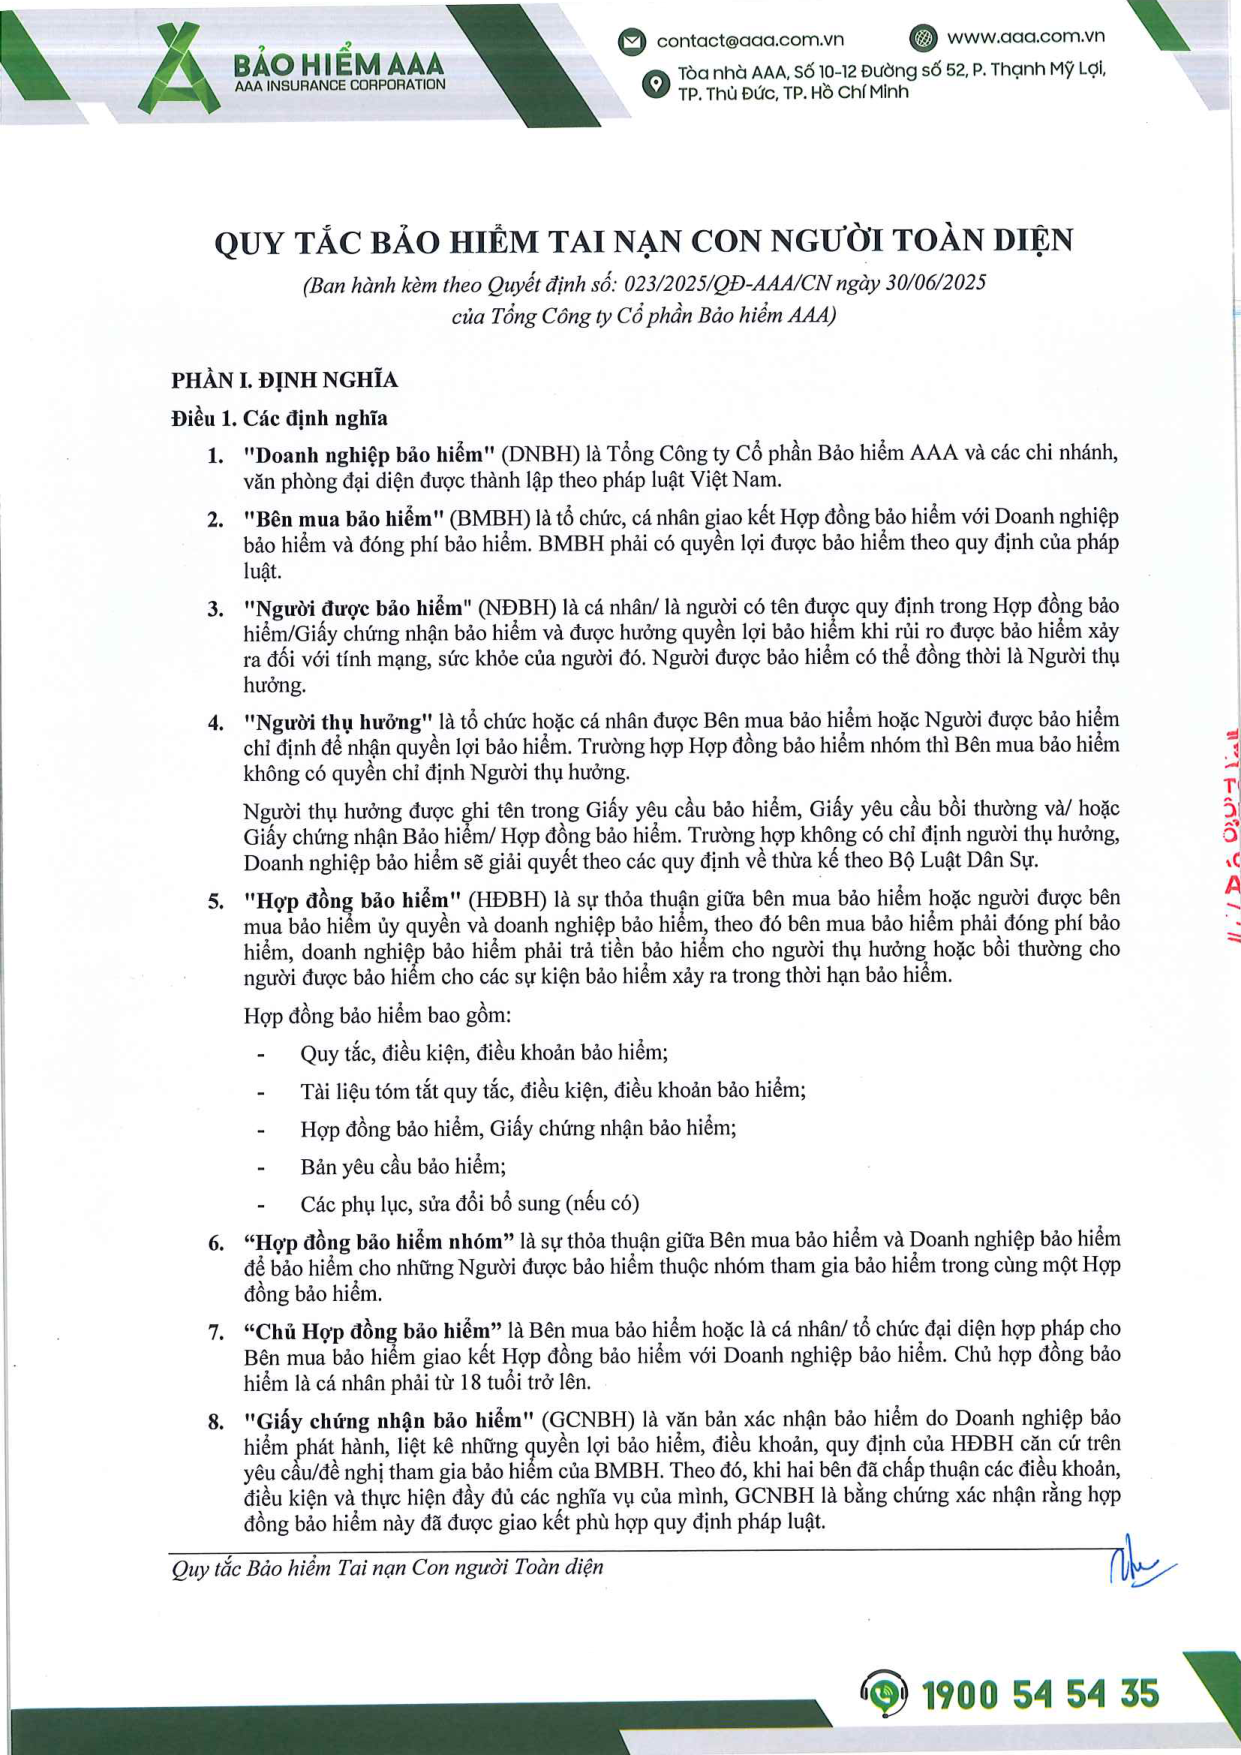 BẢO HIỂM AAA
AAA INSURANCE CORPORATION
contact@aaa.com.vn
www.aaa.com.vn
Tòa nhà AAA, Số 10-12 Đường số 52, P. Thạnh Mỹ Lợi,
TP. Thủ Đức, TP. Hồ Chí Minh
QUY TẮC BẢO HIỂM TAI NẠN CON NGƯỜI TOÀN DIỆN
(Ban hành kèm theo Quyết định số: 023/2025/QĐ-AAA/CN ngày 30/06/2025
của Tổng Công ty Cổ phần Bảo hiểm AAA)
PHẦN I. ĐỊNH NGHĨA
Điều 1. Các định nghĩa
1. "Doanh nghiệp bảo hiểm" (DNBH) là Tổng Công ty Cổ phần Bảo hiểm AAA và các chi nhánh,
văn phòng đại diện được thành lập theo pháp luật Việt Nam.
2. "Bên mua bảo hiểm" (BMBH) là tổ chức, cá nhân giao kết Hợp đồng bảo hiểm với Doanh nghiệp
bảo hiểm và đóng phí bảo hiểm. BMBH phải có quyền lợi được bảo hiểm theo quy định của pháp
luật.
3. "Người được bảo hiểm" (NĐBH) là cá nhân/ là người có tên được quy định trong Hợp đồng bảo
hiểm/Giấy chứng nhận bảo hiểm và được hưởng quyền lợi bảo hiểm khi rủi ro được bảo hiểm xảy
ra đối với tính mạng, sức khỏe của người đó. Người được bảo hiểm có thể đồng thời là Người thụ
hưởng.
4. "Người thụ hưởng" là tổ chức hoặc cá nhân được Bên mua bảo hiểm hoặc Người được bảo hiểm
chỉ định để nhận quyền lợi bảo hiểm. Trường hợp Hợp đồng bảo hiểm nhóm thì Bên mua bảo hiểm
không có quyền chỉ định Người thụ hưởng.
Người thụ hưởng được ghi tên trong Giấy yêu cầu bảo hiểm, Giấy yêu cầu bồi thường và/ hoặc
Giấy chứng nhận Bảo hiểm/ Hợp đồng bảo hiểm. Trường hợp không có chỉ định người thụ hưởng,
Doanh nghiệp bảo hiểm sẽ giải quyết theo các quy định về thừa kế theo Bộ Luật Dân Sự.
5. "Hợp đồng bảo hiểm" (HĐBH) là sự thỏa thuận giữa bên mua bảo hiểm hoặc người được bên
mua bảo hiểm ủy quyền và doanh nghiệp bảo hiểm, theo đó bên mua bảo hiểm phải đóng phí bảo
hiểm, doanh nghiệp bảo hiểm phải trả tiền bảo hiểm cho người thụ hưởng hoặc bồi thường cho
người được bảo hiểm cho các sự kiện bảo hiểm xảy ra trong thời hạn bảo hiểm.
Hợp đồng bảo hiểm bao gồm:
- Quy tắc, điều kiện, điều khoản bảo hiểm;
- Tài liệu tóm tắt quy tắc, điều kiện, điều khoản bảo hiểm;
- Hợp đồng bảo hiểm, Giấy chứng nhận bảo hiểm;
- Bản yêu cầu bảo hiểm;
- Các phụ lục, sửa đổi bổ sung (nếu có)
6. “Hợp đồng bảo hiểm nhóm” là sự thỏa thuận giữa Bên mua bảo hiểm và Doanh nghiệp bảo hiểm
để bảo hiểm cho những Người được bảo hiểm thuộc nhóm tham gia bảo hiểm trong cùng một Hợp
đồng bảo hiểm.
7. “Chủ Hợp đồng bảo hiểm” là Bên mua bảo hiểm hoặc là cá nhân/ tổ chức đại diện hợp pháp cho
Bên mua bảo hiểm giao kết Hợp đồng bảo hiểm với Doanh nghiệp bảo hiểm. Chủ hợp đồng bảo
hiểm là cá nhân phải từ 18 tuổi trở lên.
8. "Giấy chứng nhận bảo hiểm" (GCNBH) là văn bản xác nhận bảo hiểm do Doanh nghiệp bảo
hiểm phát hành, liệt kê những quyền lợi bảo hiểm, điều khoản, quy định của HĐBH căn cứ trên
yêu cầu/đề nghị tham gia bảo hiểm của BMBH. Theo đó, khi hai bên đã chấp thuận các điều khoản,
điều kiện và thực hiện đầy đủ các nghĩa vụ của mình, GCNBH là bằng chứng xác nhận rằng hợp
đồng bảo hiểm này đã được giao kết phù hợp quy định pháp luật.
Quy tắc Bảo hiểm Tai nạn Con người Toàn diện
1900 54 54 35